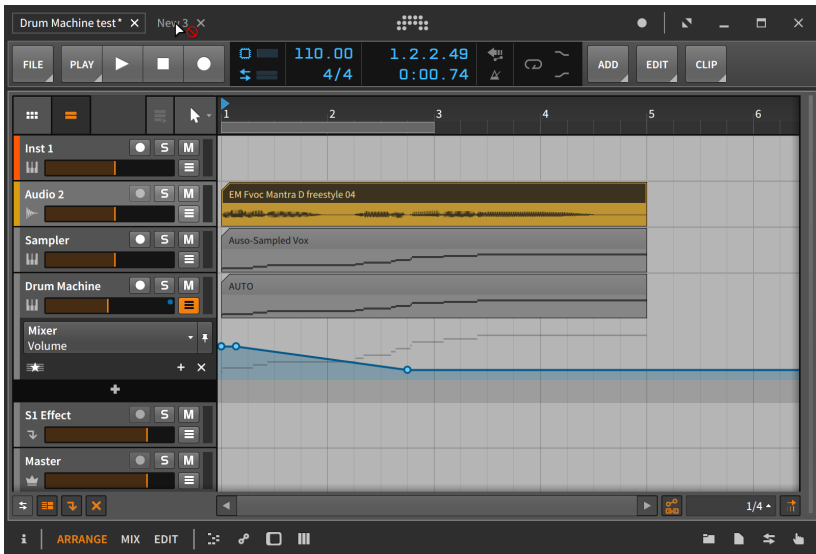 Drum Machine test* × New 3 ×
FILE PLAY 110.00 1.2.2.49 ADD EDIT CLIP
4/4 0:00.74
1 2 3 4 5 6
Inst 1 S M
Audio 2 S M EM Fvoc Mantra D freestyle 04
Sampler S M Auso-Sampled Vox
Drum Machine S M AUTO
Mixer
Volume
S1 Effect S M
Master S M
1/4
i ARRANGE MIX EDIT